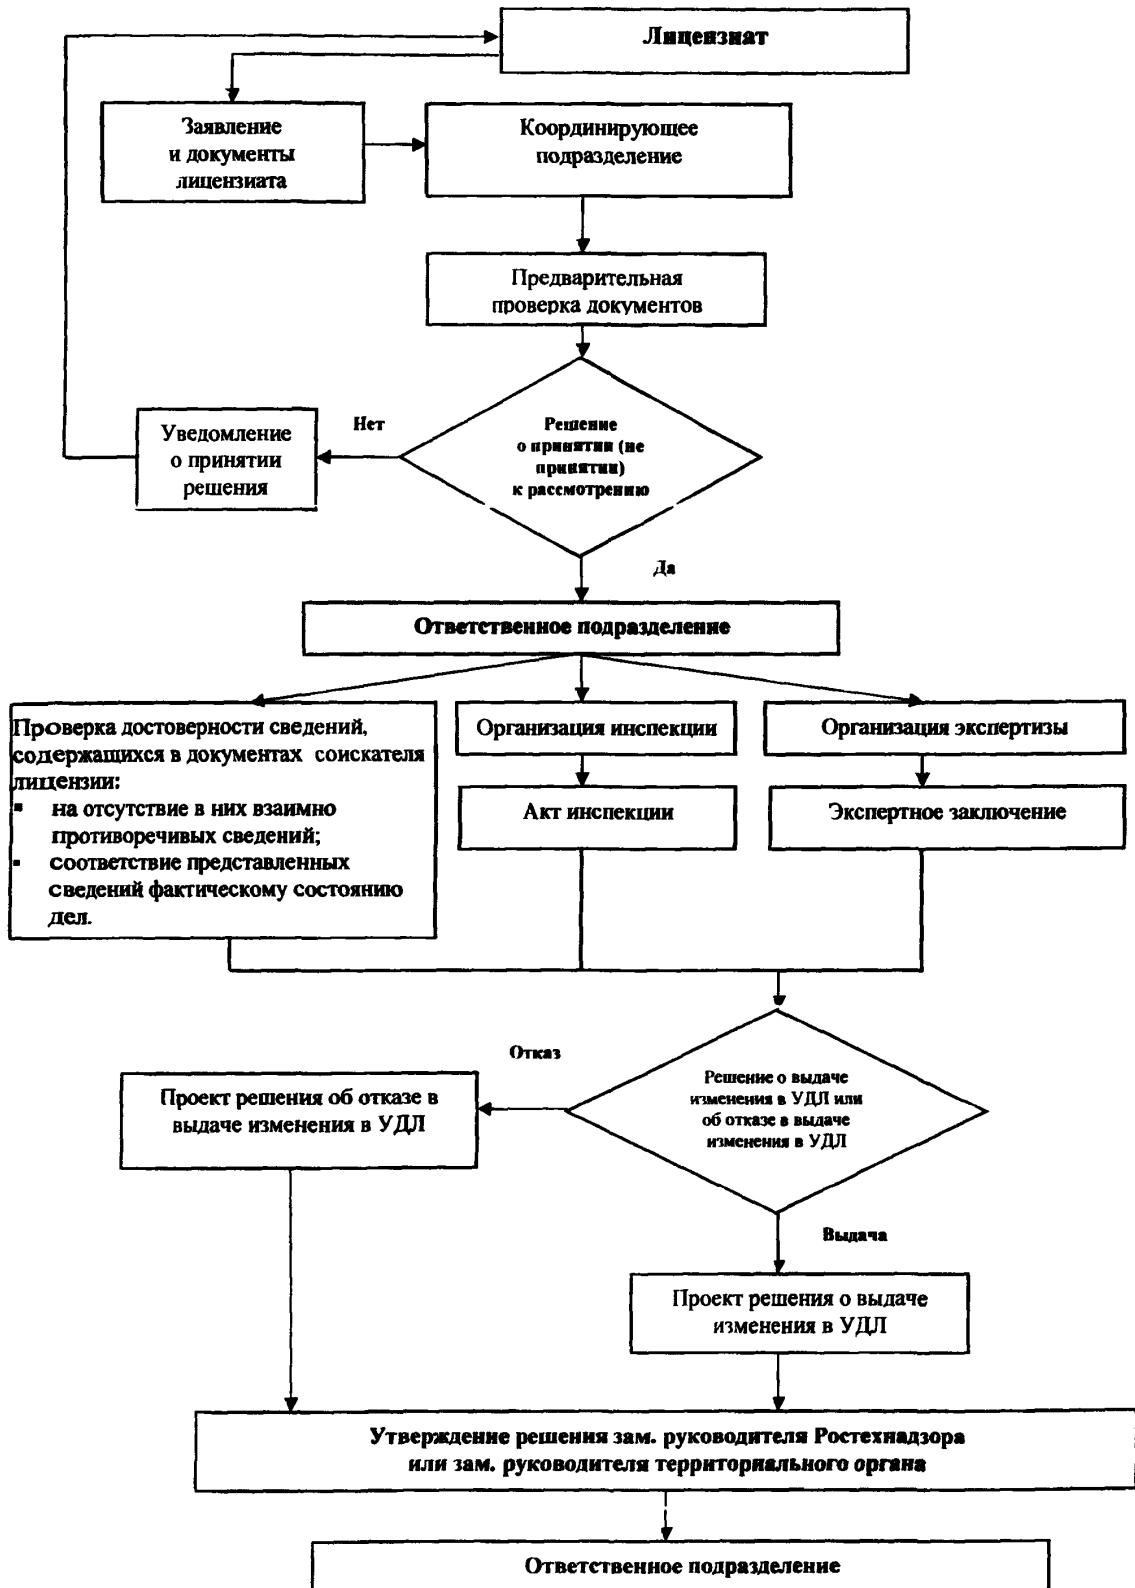 Лицензиат
Заявление
и документы
лицензиата
Координирующее
подразделение
Предварительная
проверка документов
Нет
Уведомление
о принятии
решения
Решение
о принятии (не
принятии)
к рассмотрению
Да
Ответственное подразделение
Проверка достоверности сведений,
содержащихся в документах соискателя
лицензии:
▪ на отсутствие в них взаимно
противоречивых сведений;
▪ соответствие представленных
сведений фактическому состоянию
дел.
Организация инспекции
Организация экспертизы
Акт инспекции
Экспертное заключение
Отказ
Решение о выдаче
изменения в УДЛ или
об отказе в выдаче
изменения в УДЛ
Проект решения об отказе в
выдаче изменения в УДЛ
Выдача
Проект решения о выдаче
изменения в УДЛ
Утверждение решения зам. руководителя Ростехнадзора
или зам. руководителя территориального органа
Ответственное подразделение